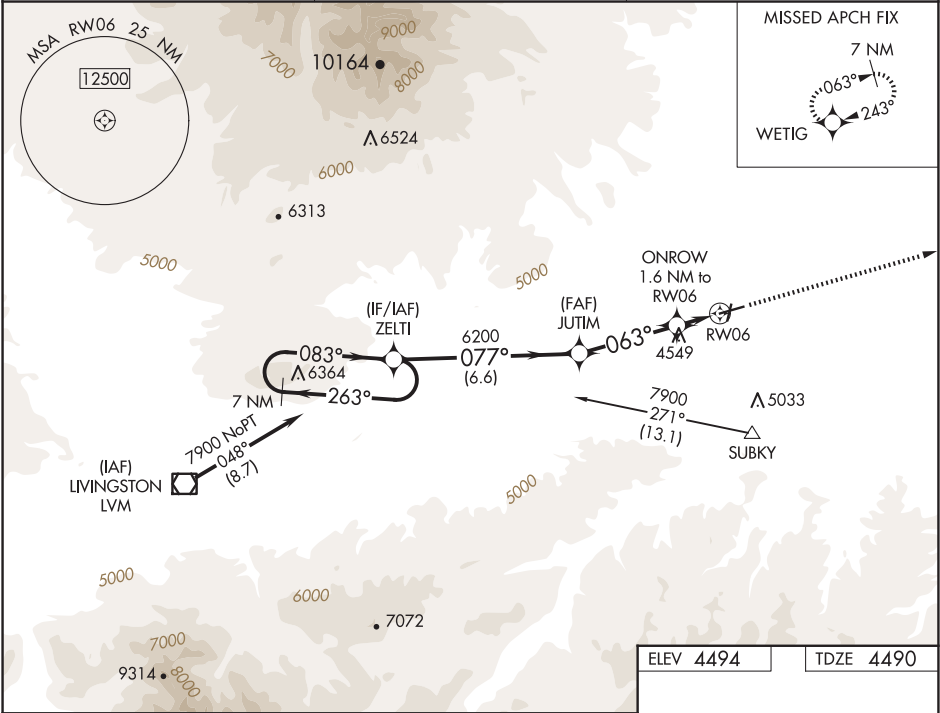 MSA RW06 25 NM
12500
9000
7000
10164
8000
6524
6000
6313
5000
MISSED APCH FIX
7 NM
063°
243°
WETIG
ONROW
1.6 NM to
RW06
5000
(IF/IAF)
ZELTI
(FAF)
JUTIM
6200
077°
(6.6)
063°
RW06
4549
083°
6364
263°
7 NM
7900
271°
(13.1)
5033
SUBKY
7900 NoPT
048°
(8.7)
(IAF)
LIVINGSTON
LVM
5000
5000
6000
7072
7000
9314
8000
ELEV 4494
TDZE 4490